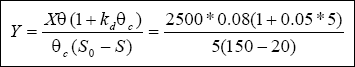 Y = Xθ(1 + k_dθ_c) / θ_c(S_0 − S) = 2500*0.08(1 + 0.05*5) / 5(150 − 20)